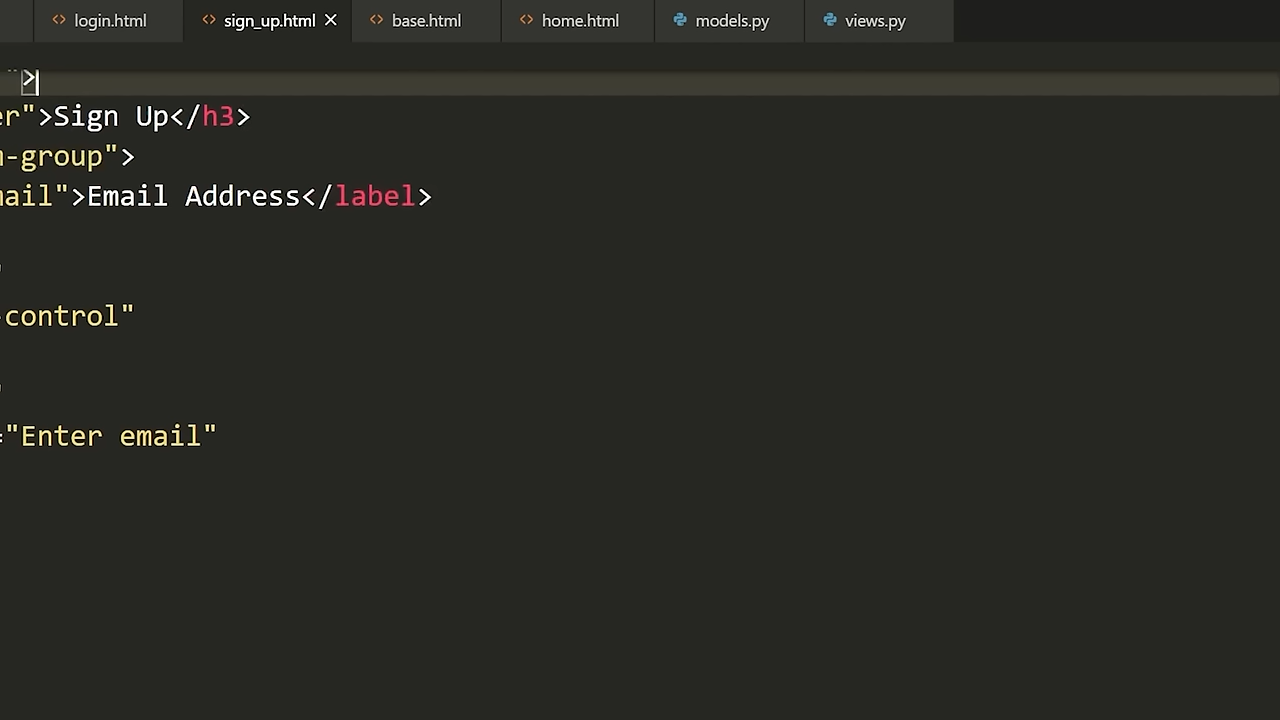 login.html sign_up.html base.html home.html models.py views.py
">
er">Sign Up</h3>
-group">
ail">Email Address</label>
control"
="Enter email"